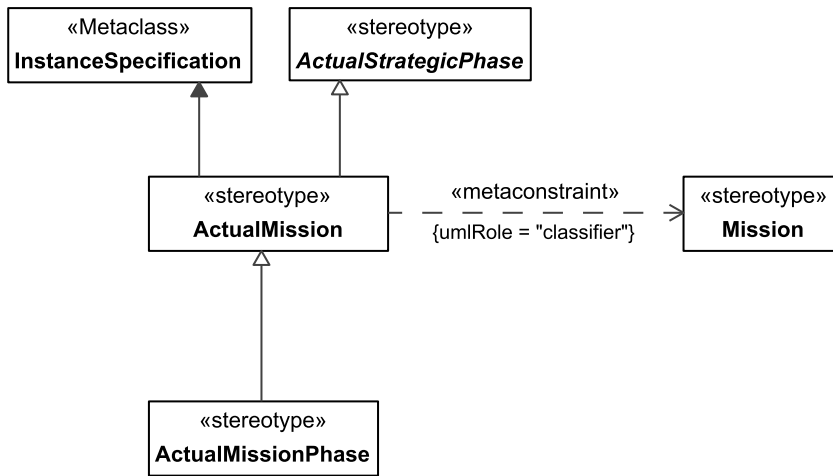 «Metaclass»
InstanceSpecification
«stereotype»
ActualStrategicPhase
«stereotype»
ActualMission
«metaconstraint»
{umlRole = "classifier"}
«stereotype»
Mission
«stereotype»
ActualMissionPhase